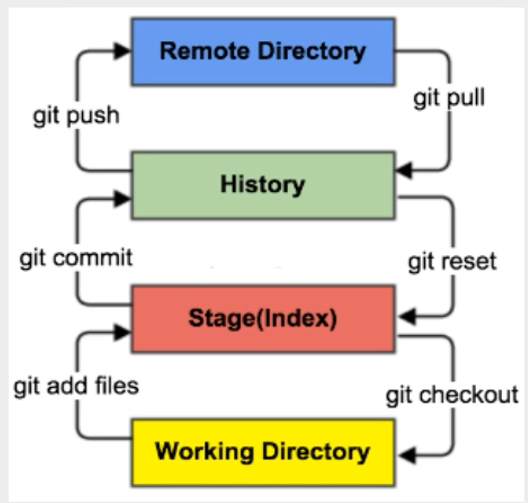 Remote Directory
git push
git pull
History
git commit
git reset
Stage(Index)
git add files
git checkout
Working Directory